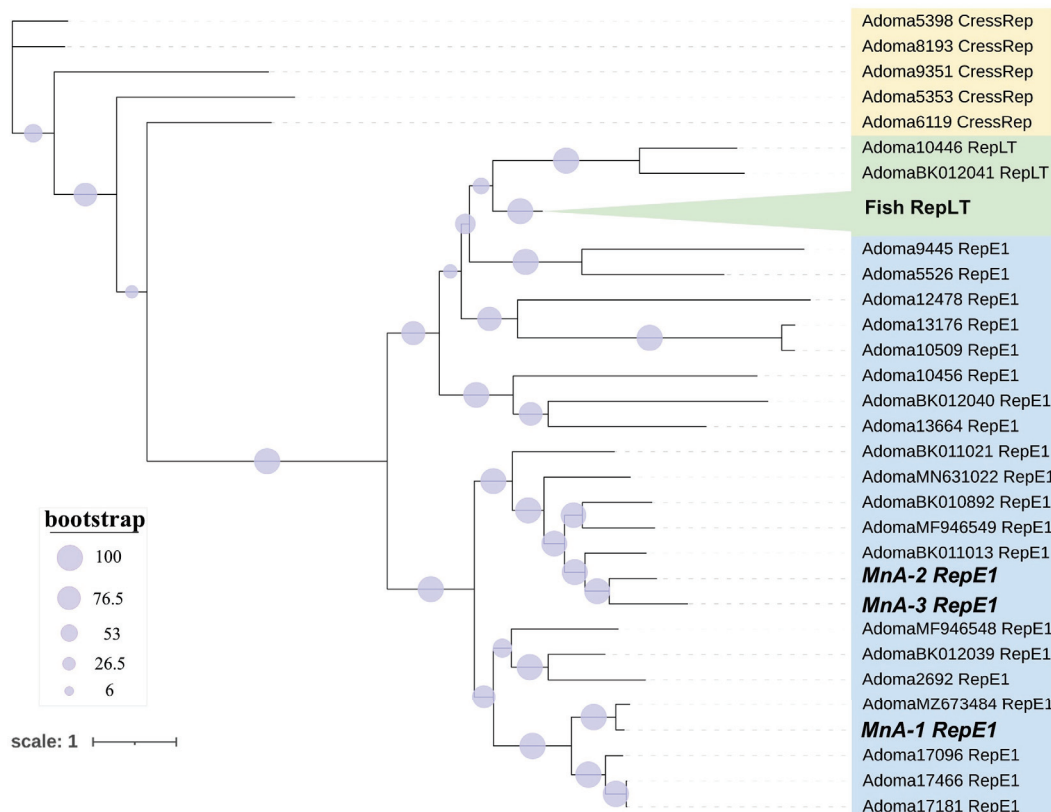 Adoma5398 CressRep
Adoma8193 CressRep
Adoma9351 CressRep
Adoma5353 CressRep
Adoma6119 CressRep
Adoma10446 RepLT
AdomaBK012041 RepLT
Fish RepLT
Adoma9445 RepE1
Adoma5526 RepE1
Adoma12478 RepE1
Adoma13176 RepE1
Adoma10509 RepE1
Adoma10456 RepE1
AdomaBK012040 RepE1
Adoma13664 RepE1
AdomaBK011021 RepE1
AdomaMN631022 RepE1
AdomaBK010892 RepE1
AdomaMF946549 RepE1
AdomaBK011013 RepE1
MnA-2 RepE1
MnA-3 RepE1
AdomaMF946548 RepE1
AdomaBK012039 RepE1
Adoma2692 RepE1
AdomaMZ673484 RepE1
MnA-1 RepE1
Adoma17096 RepE1
Adoma17466 RepE1
Adoma17181 RepE1
bootstrap
100
76.5
53
26.5
6
scale: 1